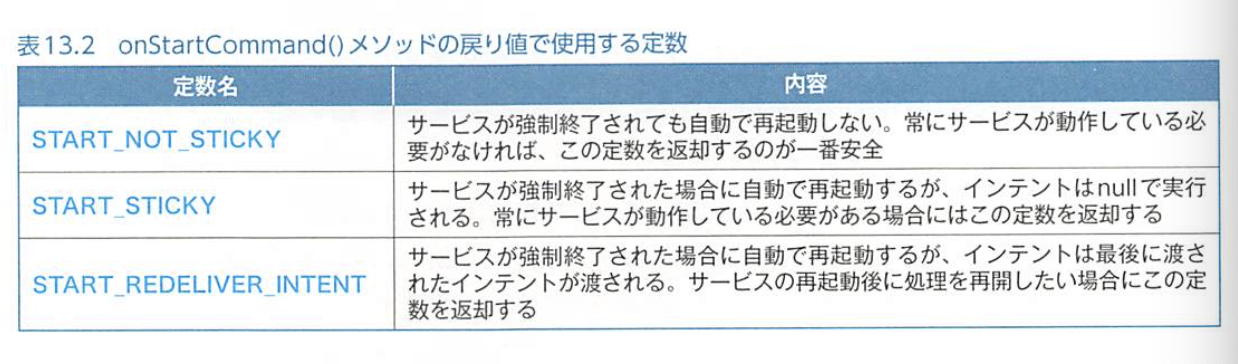 表13.2 onStartCommand()メソッドの戻り値で使用する定数
定数名 内容
START_NOT_STICKY
サービスが強制終了されても自動で再起動しない。常にサービスが動作している必
要がなければ、この定数を返却するのが一番安全
START_STICKY
サービスが強制終了された場合に自動で再起動するが、インテントはnullで実行
される。常にサービスが動作している必要がある場合にはこの定数を返却する
START_REDELIVER_INTENT
サービスが強制終了された場合に自動で再起動するが、インテントは最後に渡さ
れたインテントが渡される。サービスの再起動後に処理を再開したい場合にこの定
数を返却する